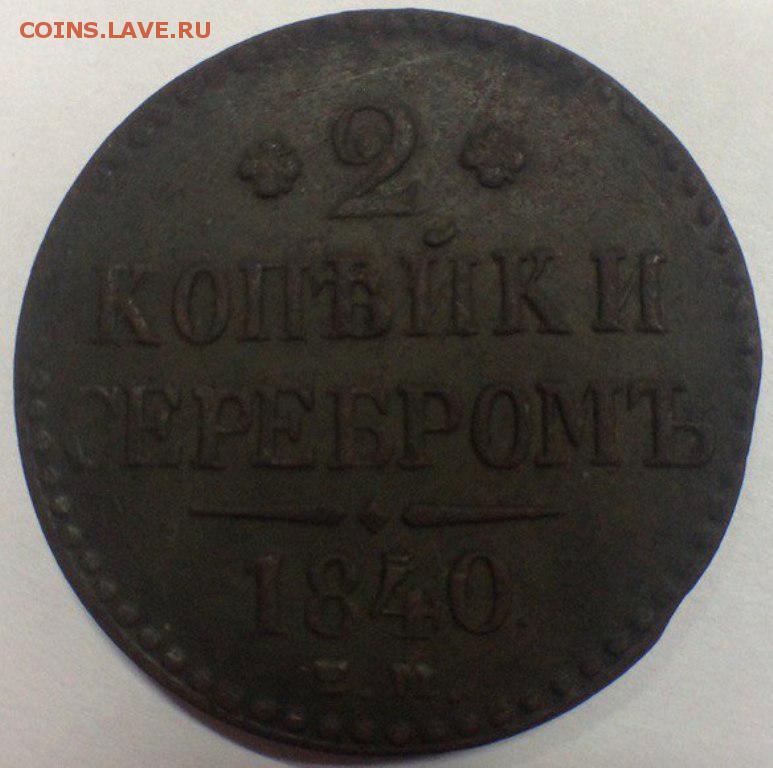 COINS.LAVE.RU
2
КОПѢЙКИ
СЕРЕБРОМЪ
1840.
Е.М.